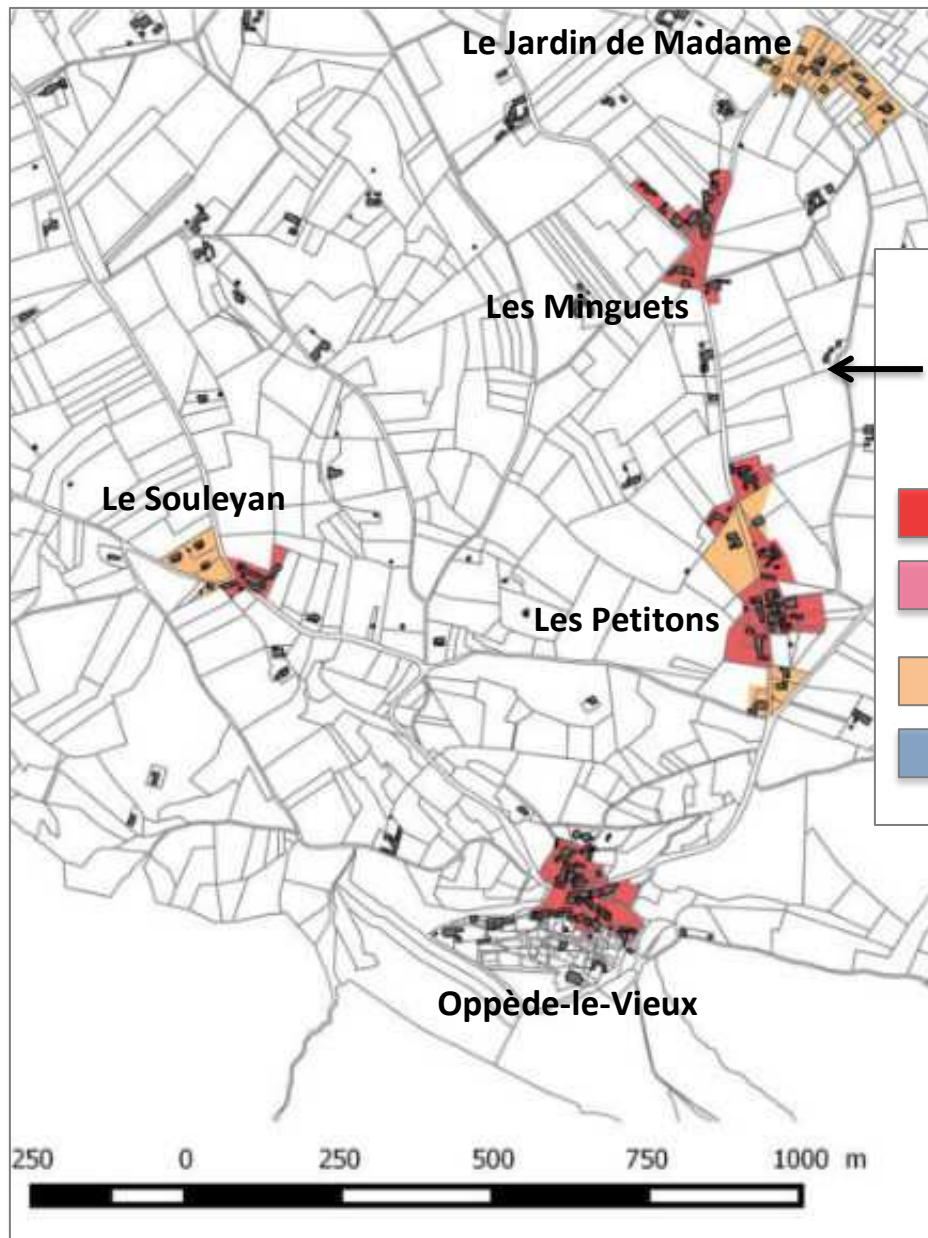 Le Jardin de Madame
Les Minguets
Le Souleyan
Les Petitons
Oppède-le-Vieux
250 0 250 500 750 1000 m